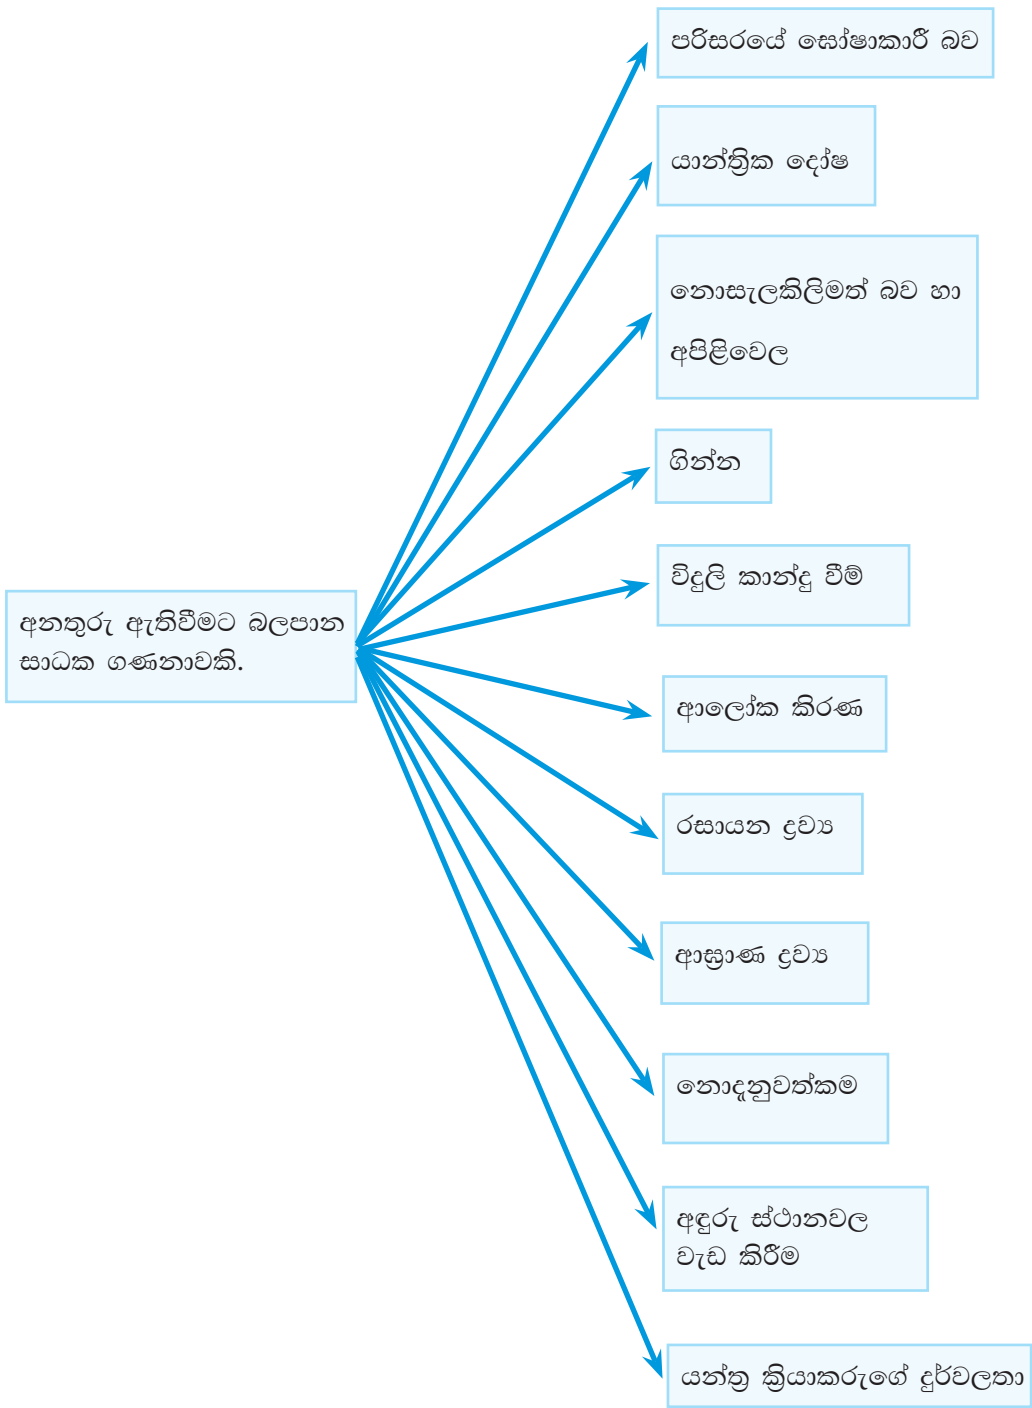 පරිසරයේ ඝෝෂාකාරී බව
යාන්ත්‍රික දෝෂ
නොසැලකිලිමත් බව හා
අපිළිවෙල
ගින්න
විදුලි කාන්දු වීම්
අනතුරු ඇතිවීමට බලපාන
සාධක ගණනාවකි.
ආලෝක කිරණ
රසායන ද්‍රව්‍ය
ආඝ්‍රාණ ද්‍රව්‍ය
නොදැනුවත්කම
අඳුරු ස්ථානවල
වැඩ කිරීම
යන්ත්‍ර ක්‍රියාකරුගේ දුර්වලතා